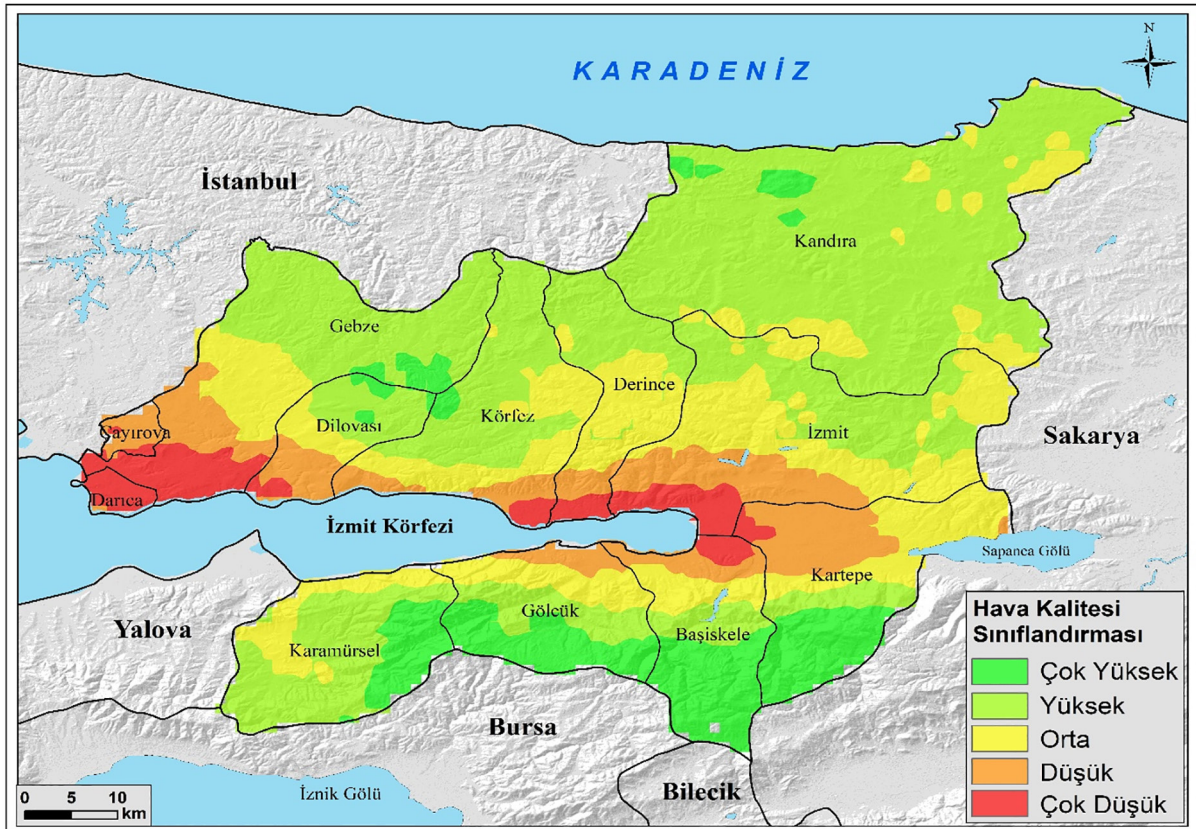 N
KARADENİZ
İstanbul
Kandıra
Gebze
Derince
Körfez
Dilovası
İzmit
Çayırova
Sakarya
Darıca
İzmit Körfezi
Sapanca Gölü
Kartepe
Gölcük
Başiskele
Yalova
Karamürsel
Bursa
Bilecik
İznik Gölü
0 5 10
km
Hava Kalitesi
Sınıflandırması
Çok Yüksek
Yüksek
Orta
Düşük
Çok Düşük